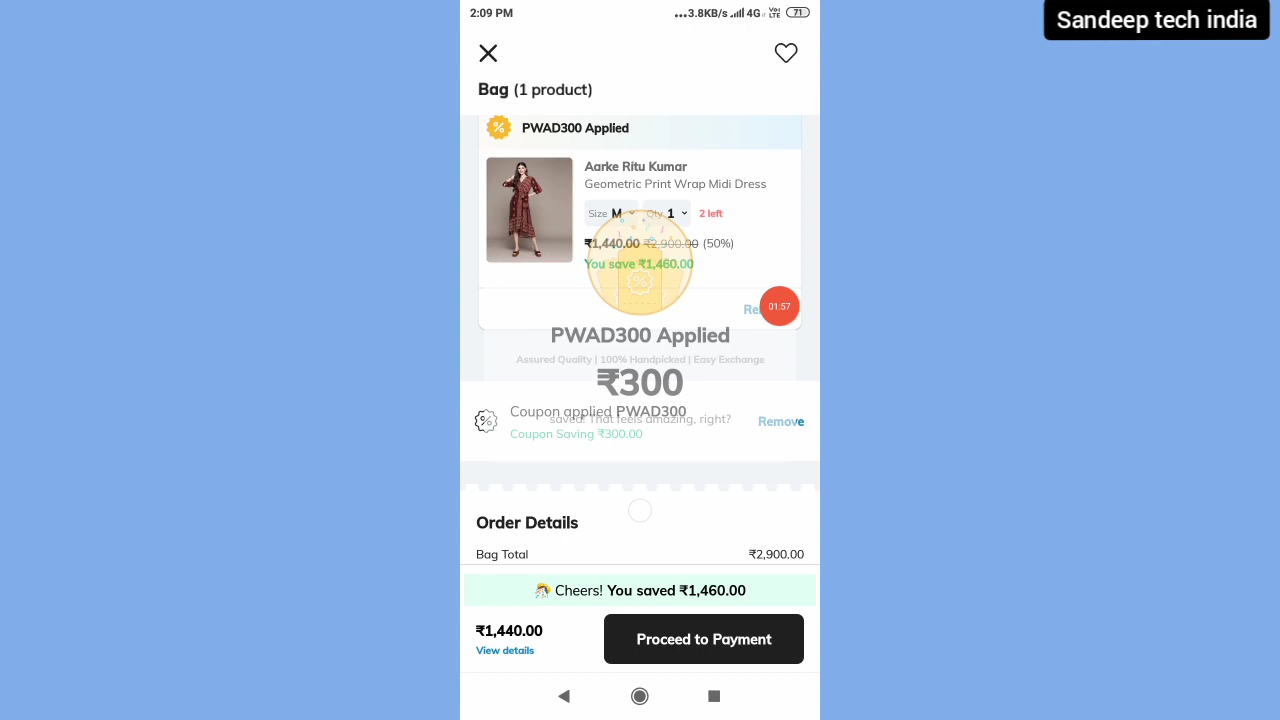 Sandeep tech india
2:09 PM
...3.8KB/s 4G Vo) LTE 71
Bag (1 product)
PWAD300 Applied
Aarke Ritu Kumar
Geometric Print Wrap Midi Dress
Size M Qty 1 2 left
₹1,440.00 ₹2,900.00 (50%)
You save ₹1,460.00
01:57
PWAD300 Applied
Assured Quality | 100% Handpicked | Easy Exchange
₹300
Coupon applied PWAD300
saved! That feels amazing, right?
Remove
Coupon Saving ₹300.00
Order Details
Bag Total ₹2,900.00
Cheers! You saved ₹1,460.00
₹1,440.00
View details
Proceed to Payment